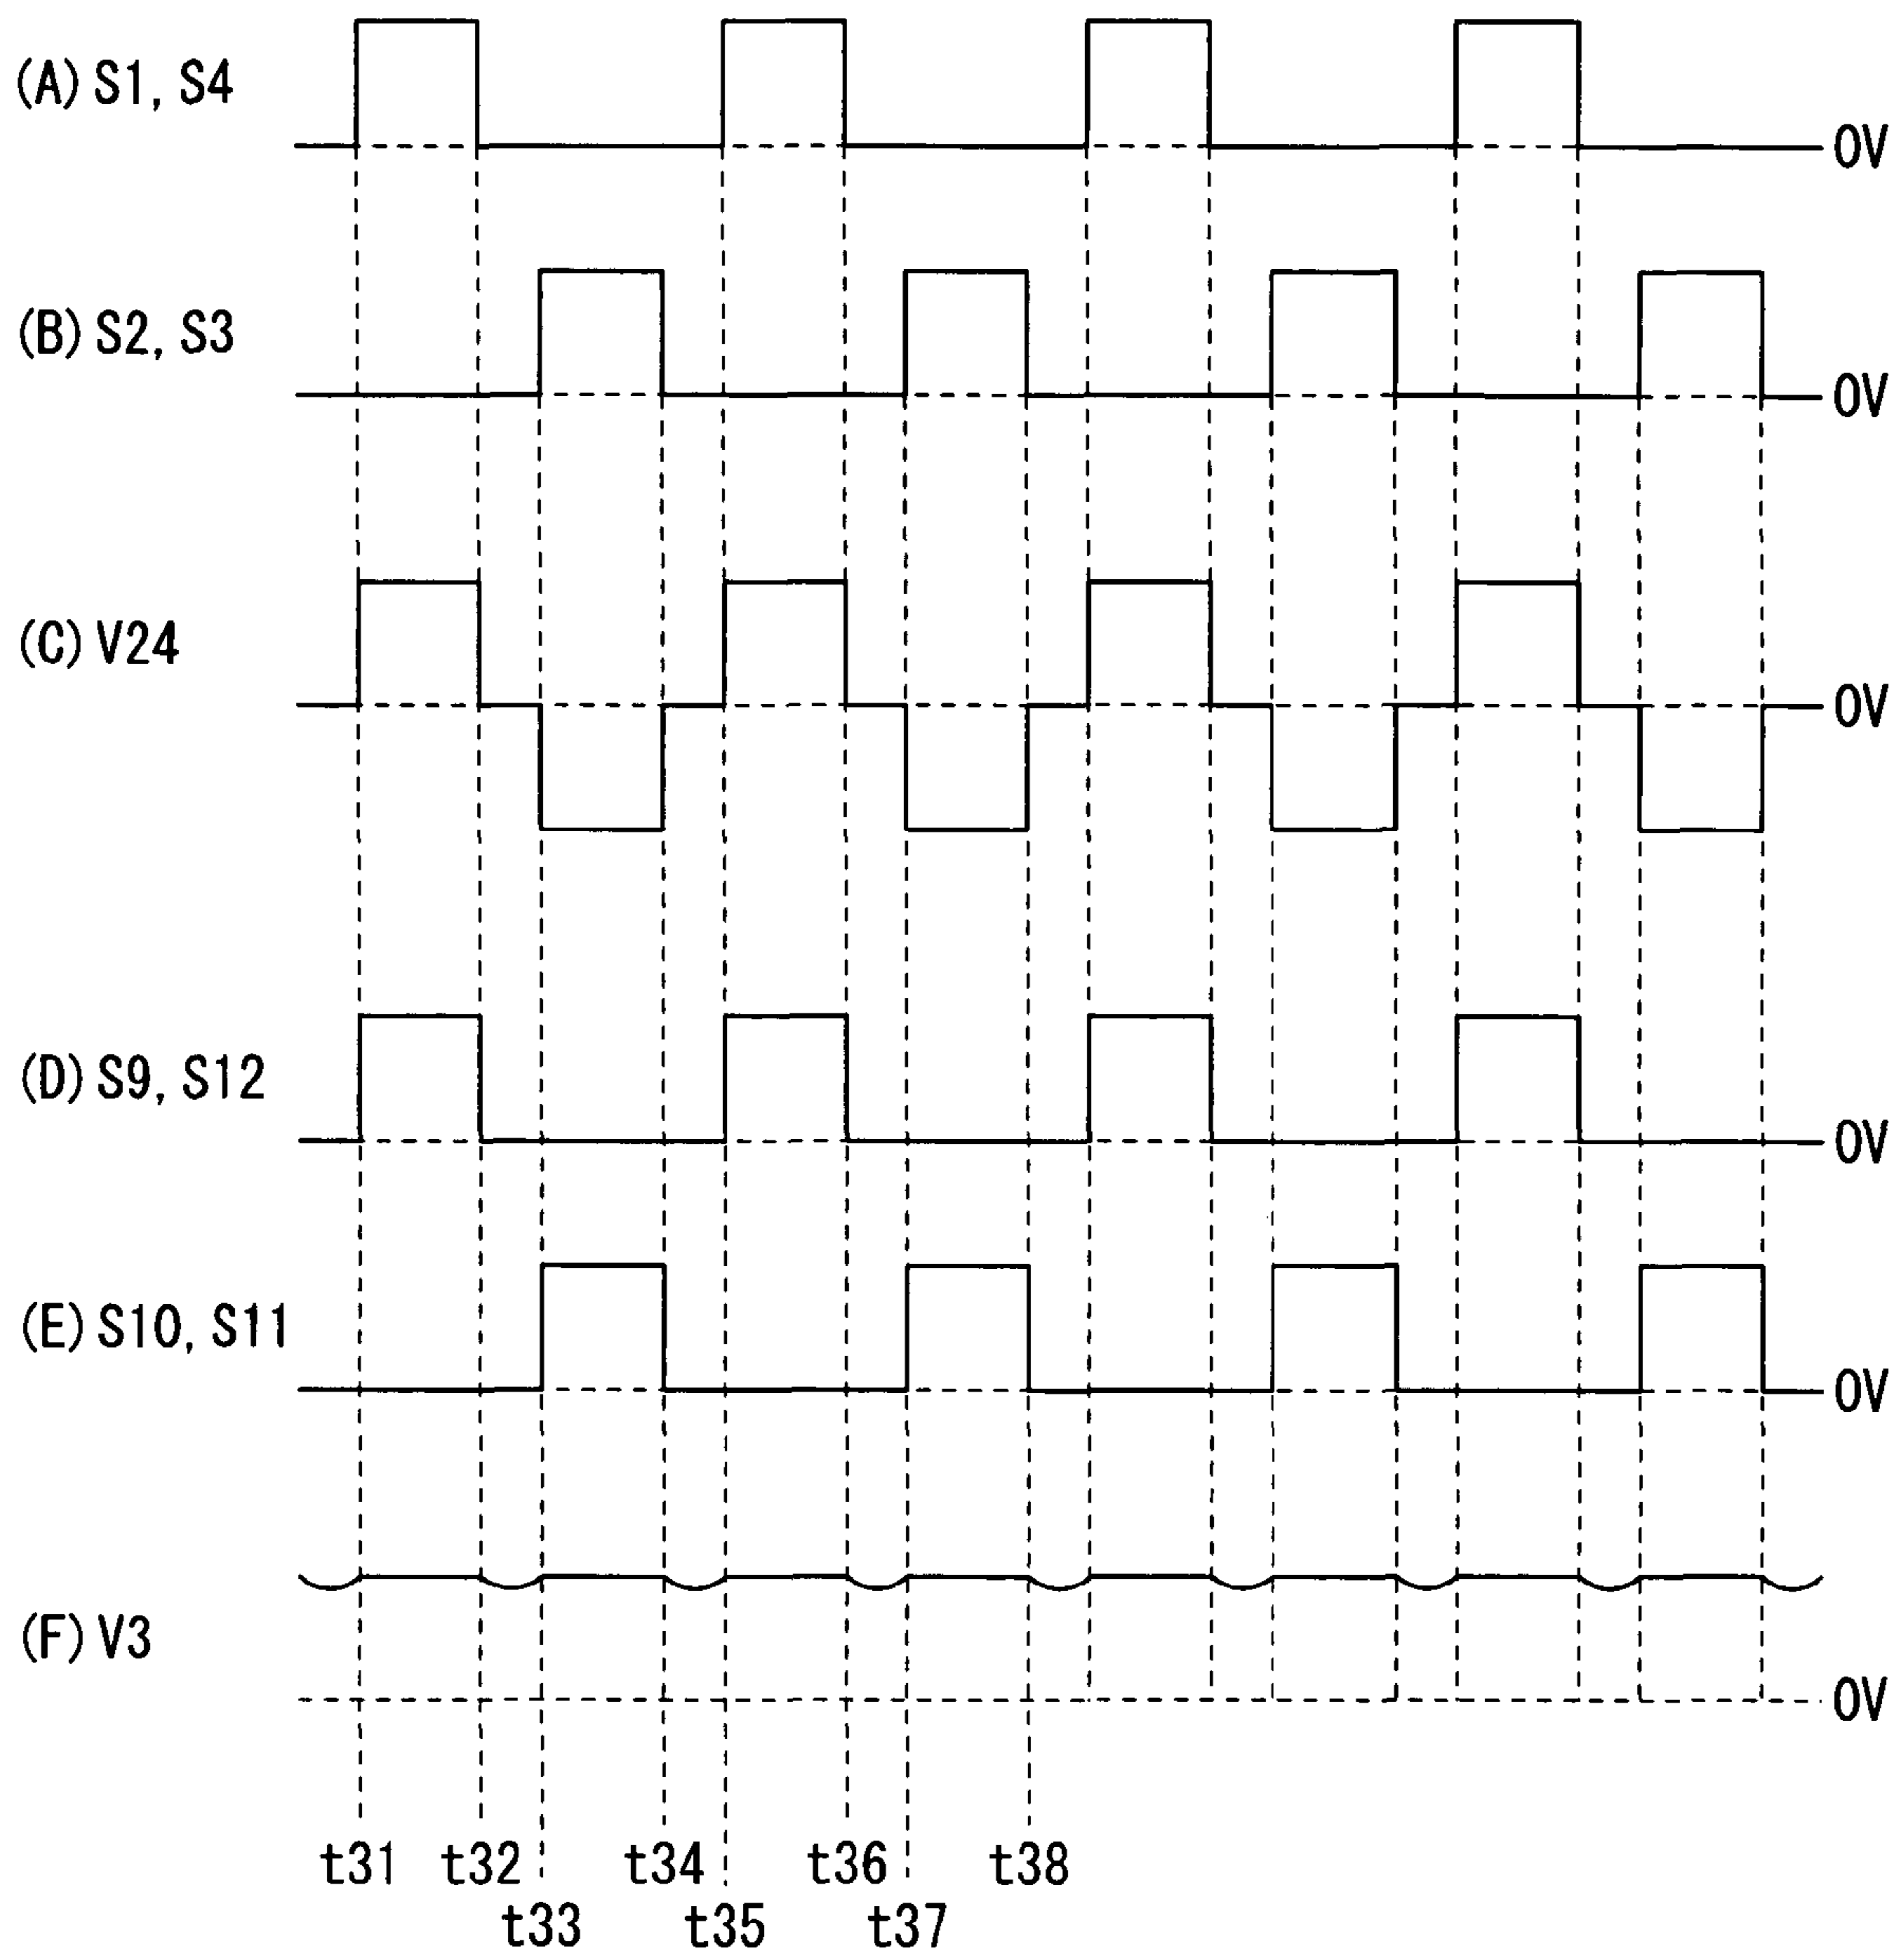 (A) S1, S4
0V
(B) S2, S3
0V
(C) V24
0V
(D) S9, S12
0V
(E) S10, S11
0V
(F) V3
0V
t31 t32 t34 t36 t38
t33 t35 t37